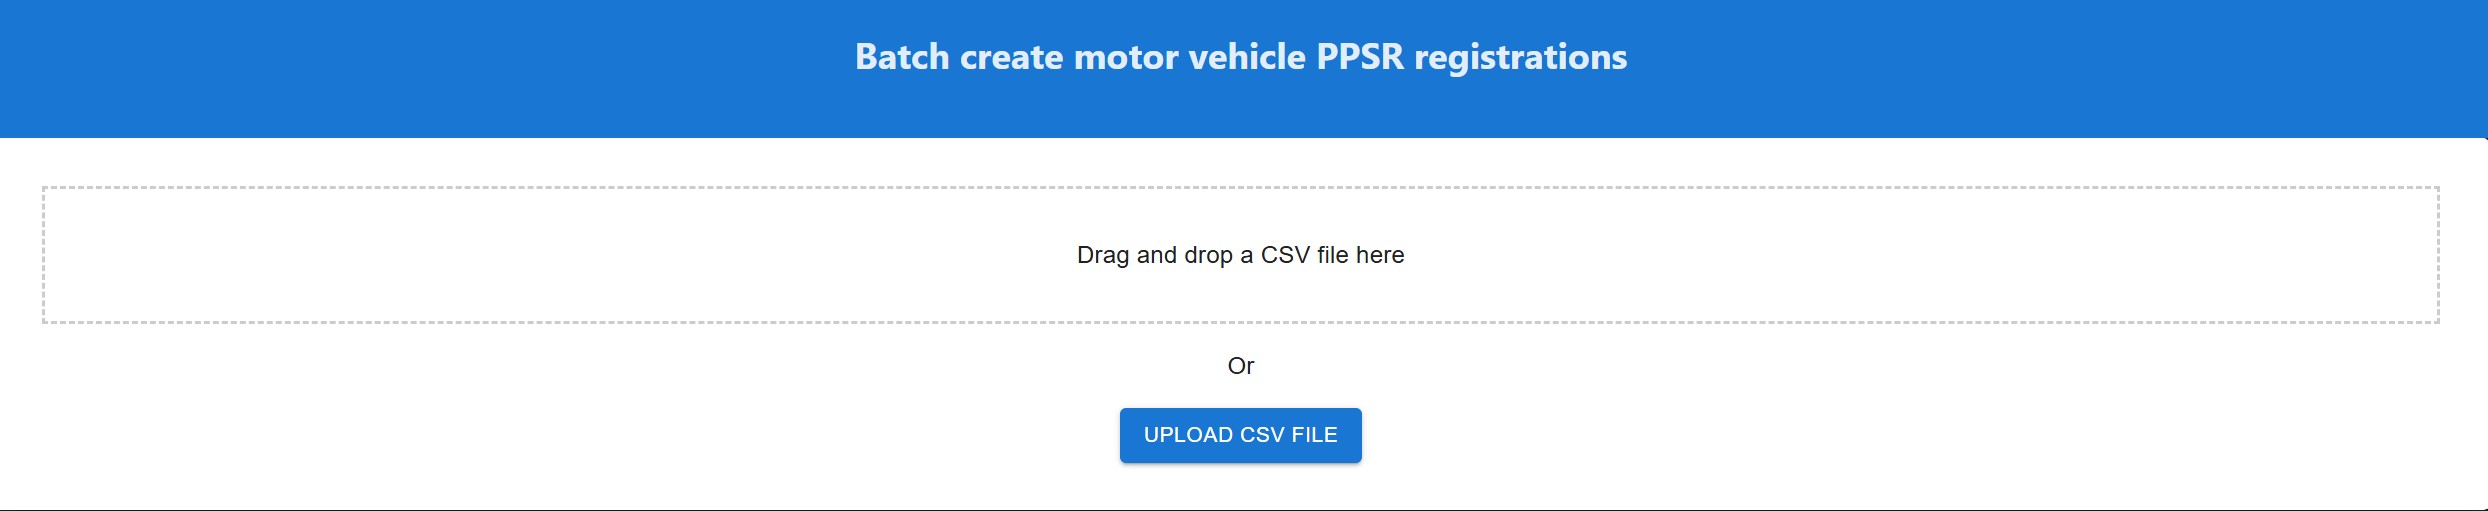 Batch create motor vehicle PPSR registrations
Drag and drop a CSV file here
Or
UPLOAD CSV FILE